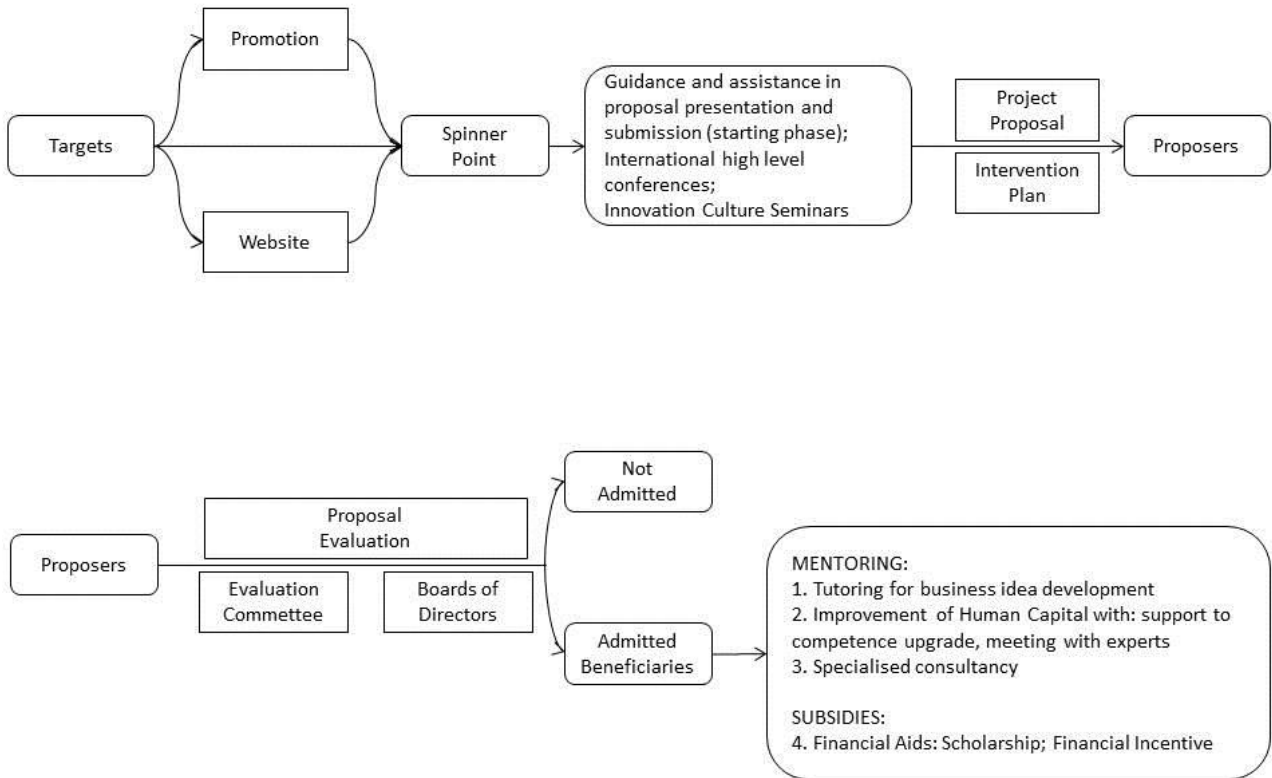 Promotion
Targets
Website
Spinner
Point
Guidance and assistance in
proposal presentation and
submission (starting phase);
International high level
conferences;
Innovation Culture Seminars
Project
Proposal
Intervention
Plan
Proposers
Proposers
Proposal
Evaluation
Evaluation
Committee
Boards of
Directors
Not
Admitted
Admitted
Beneficiaries
MENTORING:
1. Tutoring for business idea development
2. Improvement of Human Capital with: support to
competence upgrade, meeting with experts
3. Specialised consultancy
SUBSIDIES:
4. Financial Aids: Scholarship; Financial Incentive